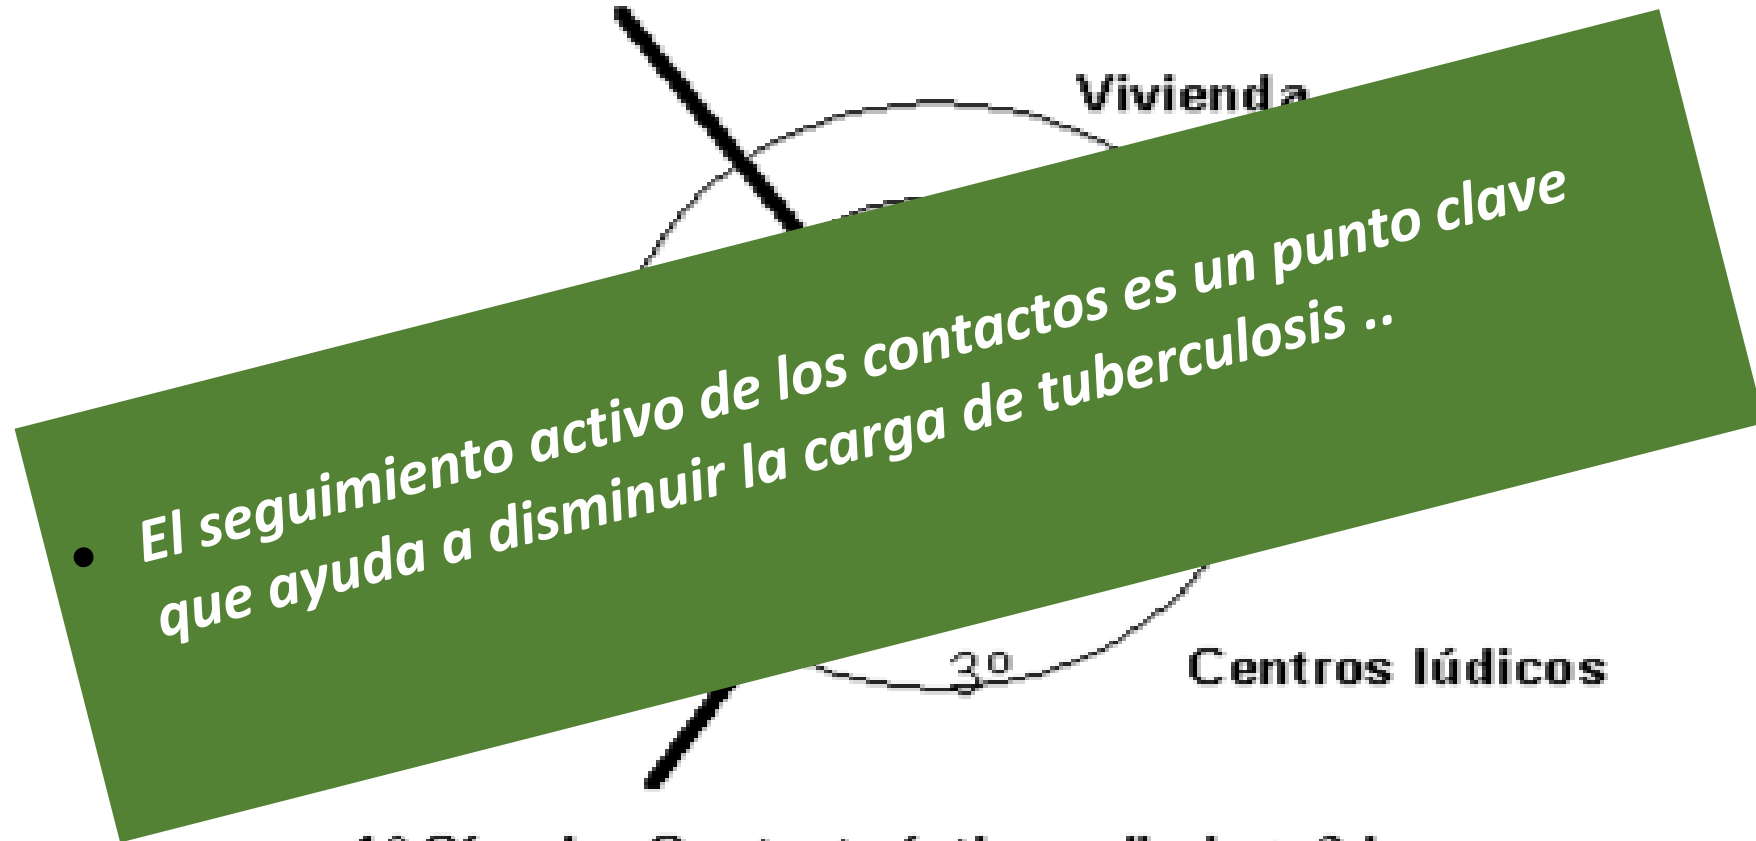 Vivienda
El seguimiento activo de los contactos es un punto clave
que ayuda a disminuir la carga de tuberculosis ..
3º
Centros lúdicos